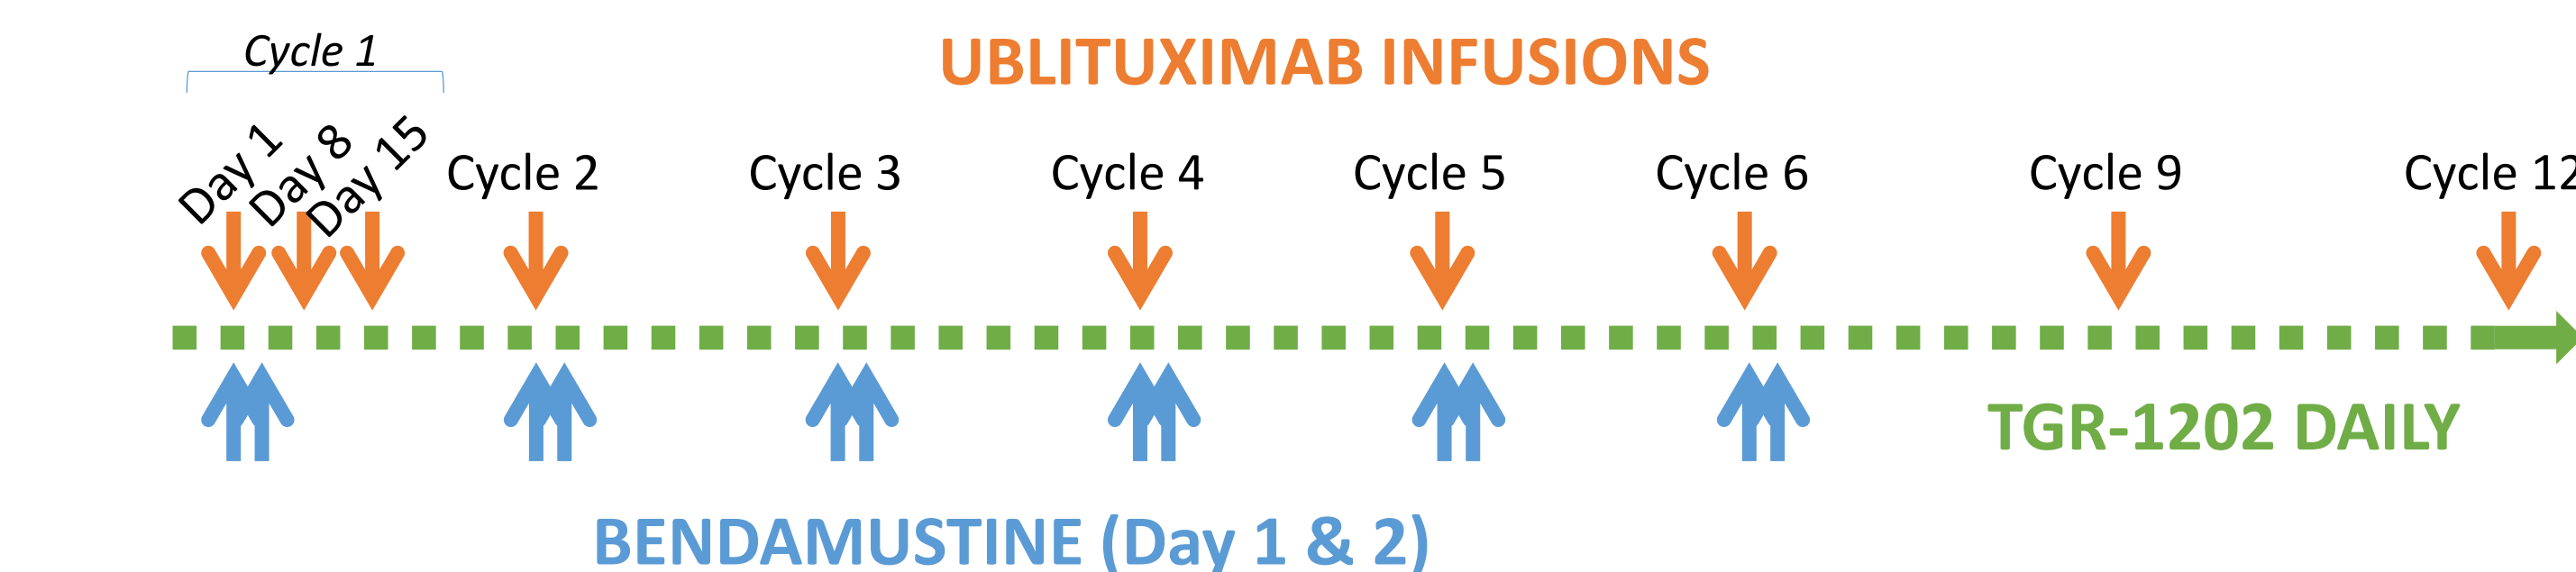 Cycle 1
UBLITUXIMAB INFUSIONS
Day 1
Day 8
Day 15
Cycle 2
Cycle 3
Cycle 4
Cycle 5
Cycle 6
Cycle 9
Cycle 12
TGR-1202 DAILY
BENDAMUSTINE (Day 1 & 2)